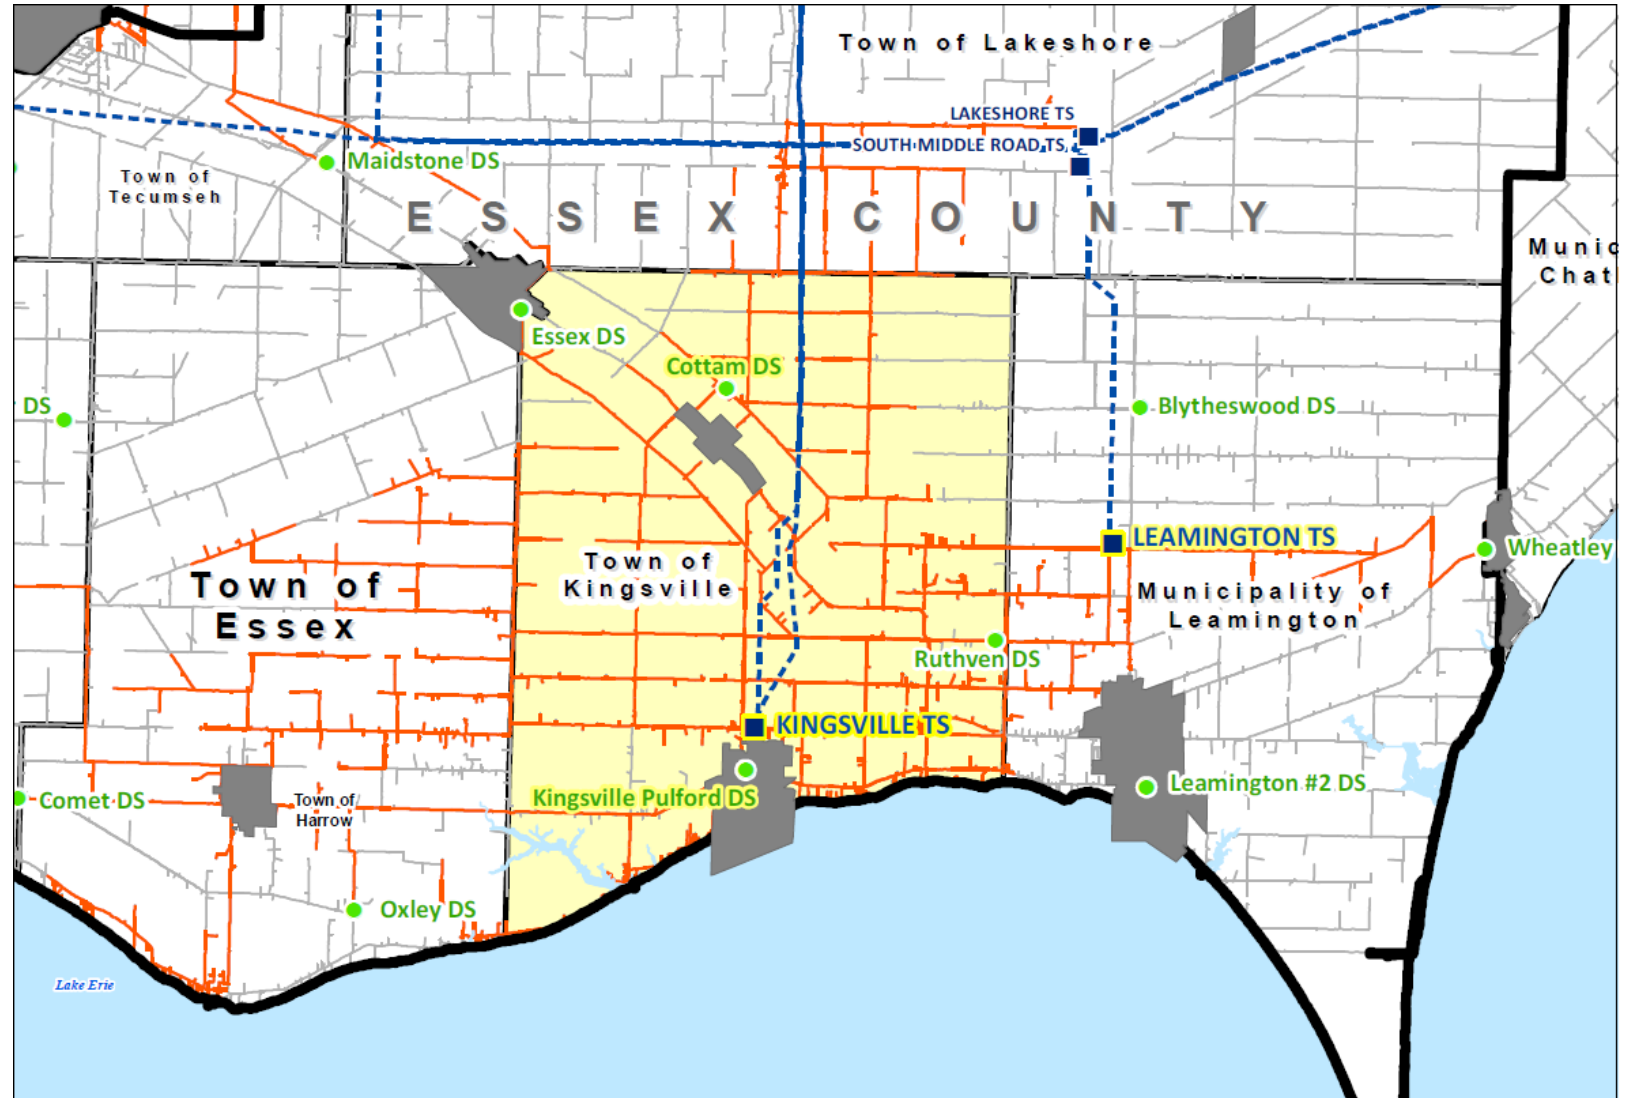 Town of Lakeshore
LAKESHORE TS
SOUTH MIDDLE ROAD TS
Maidstone DS
Town of
Tecumseh
ESSEX COUNTY
Munic
Chat
Essex DS
Cottam DS
DS
Blytheswood DS
LEAMINGTON TS
Wheatley
Town of
Kingsville
Town of
Essex
Municipality of
Leamington
Ruthven DS
KINGSVILLE TS
Kingsville Pulford DS
Leamington #2 DS
Comet DS
Town of
Harrow
Oxley DS
Lake Erie